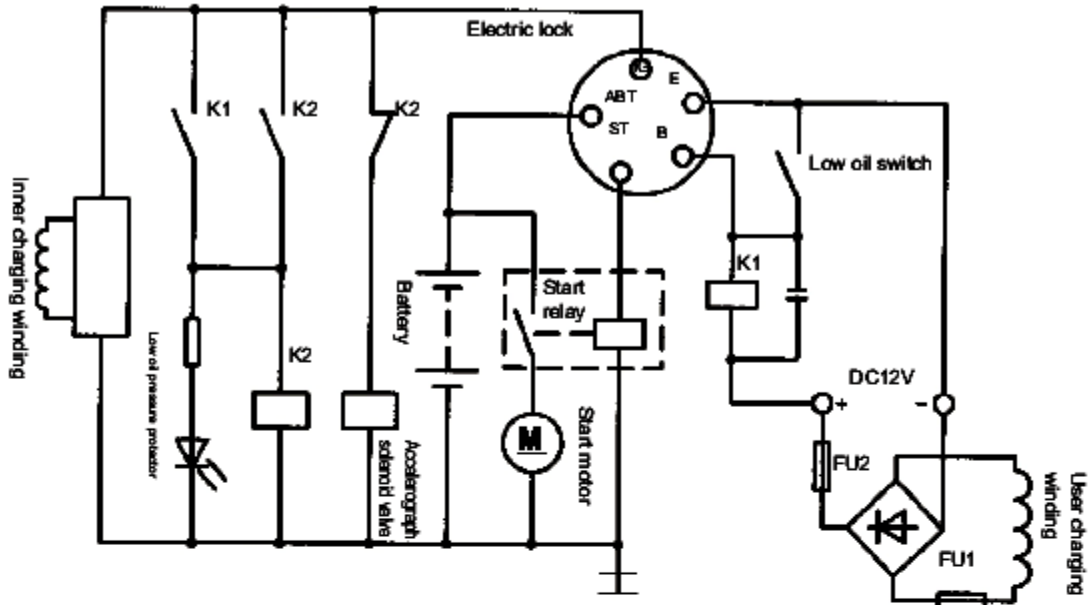 Electric lock
E
ABT
ST
B
K1
K2
K2
Low oil switch
Inner charging winding
Battery
Start
relay
K1
K2
Low oil pressure protector
Accelerograph
solenoid valve
Start motor
M
DC12V
+
−
FU2
FU1
User charging
winding